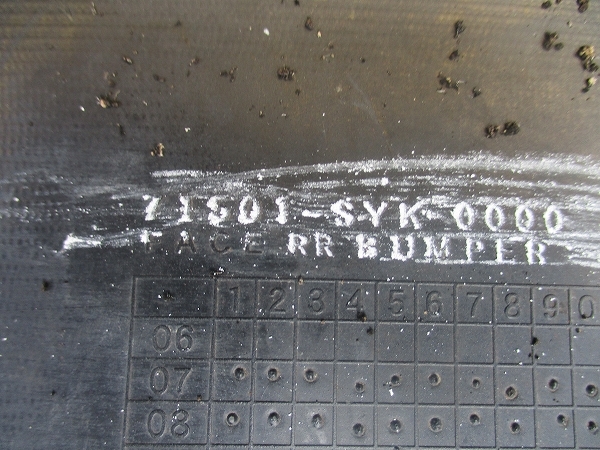 71501-SYK-0000
FACE RR BUMPER
1 2 3 4 5 6 7 8 9 0
06
07
08